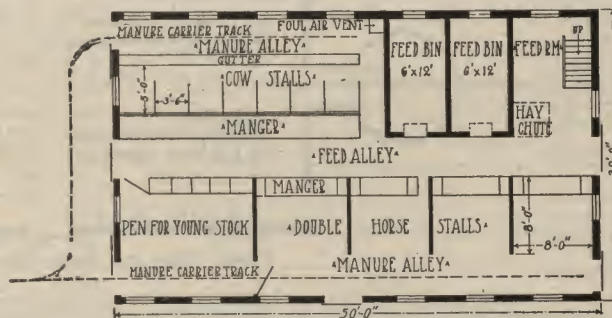 FOUL AIR VENT
MANURE CARRIER TRACK
MANURE ALLEY
GUTTER
COW STALLS
5'-0"
3'-6"
MANGER
FEED BIN
6'x12'
FEED BIN
6'x12'
FEED RM.
UP
HAY
CHUTE
FEED ALLEY
MANGER
PEN FOR YOUNG STOCK
DOUBLE HORSE STALLS
8'-0"
8'-0"
MANURE CARRIER TRACK
MANURE ALLEY
50'-0"